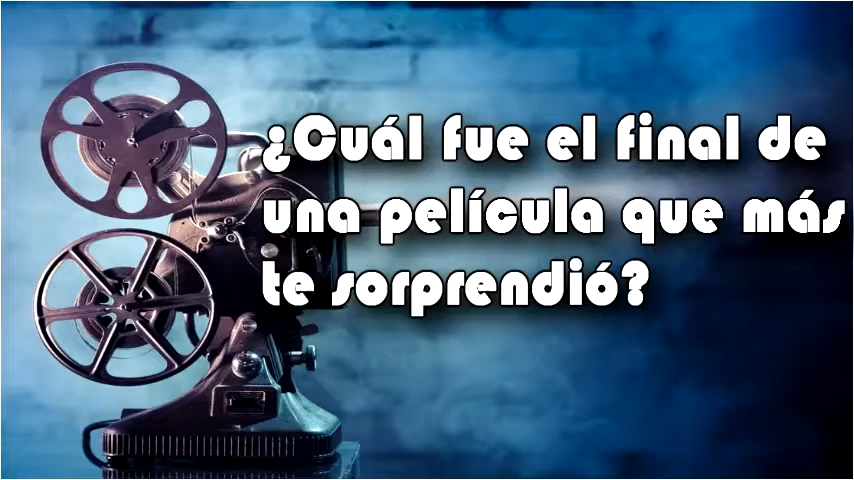 ¿Cuál fue el final de
una película que más
te sorprendió?